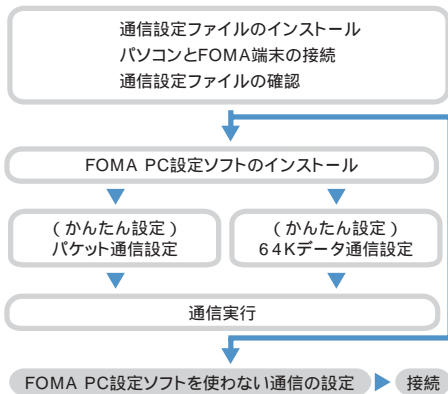 通信設定ファイルのインストール
パソコンとFOMA端末の接続
通信設定ファイルの確認
FOMA PC設定ソフトのインストール
(かんたん設定)
パケット通信設定
(かんたん設定)
64Kデータ通信設定
通信実行
FOMA PC設定ソフトを使わない通信の設定
接続